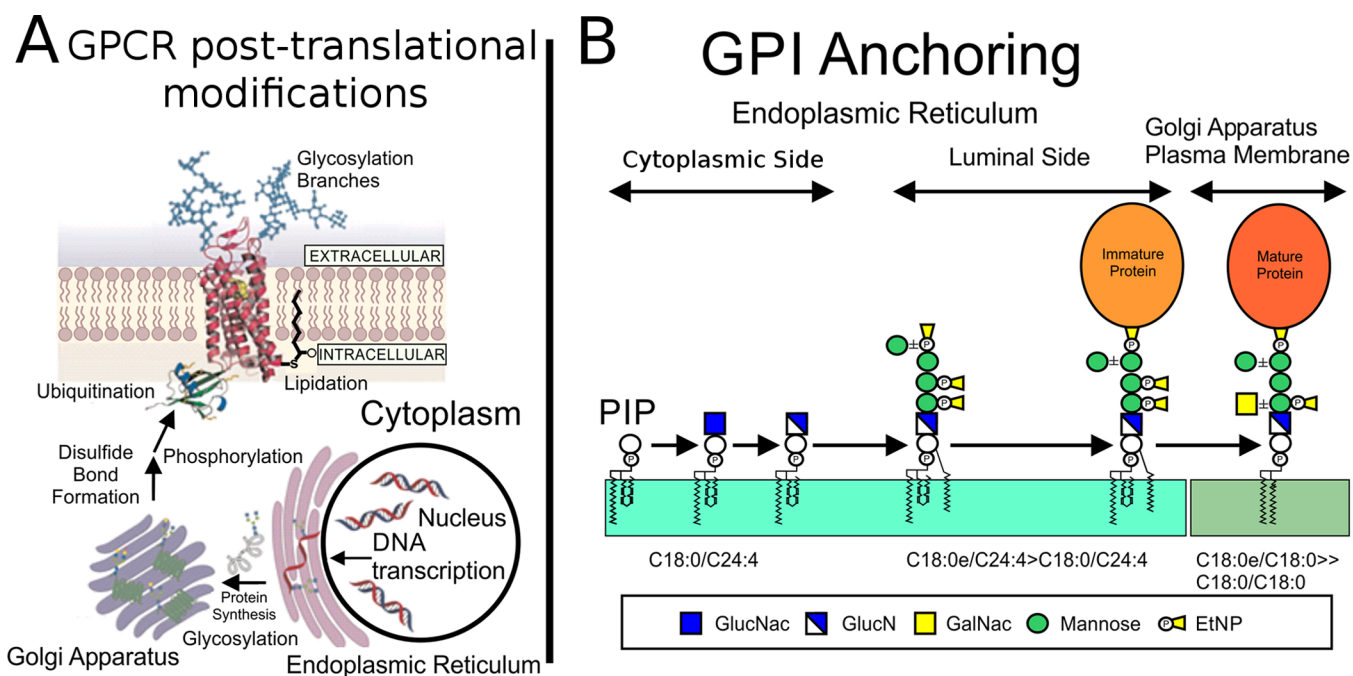 A GPCR post-translational
modifications
Glycosylation
Branches
EXTRACELLULAR
INTRACELLULAR
S
O
Lipidation
Ubiquitination
Cytoplasm
Disulfide
Bond
Formation
Phosphorylation
Nucleus
DNA
transcription
Protein
Synthesis
Glycosylation
Golgi Apparatus
Endoplasmic Reticulum
B GPI Anchoring
Endoplasmic Reticulum
Cytoplasmic Side
Luminal Side
Golgi Apparatus
Plasma Membrane
Immature
Protein
Mature
Protein
P
P
P
±
±
±
±
P
P
P
P
P
P
PIP
P
P
P
P
P
P
C18:0/C24:4
C18:0e/C24:4>C18:0/C24:4
C18:0e/C18:0>>
C18:0/C18:0
GlucNac
GlucN
GalNac
Mannose
P
EtNP